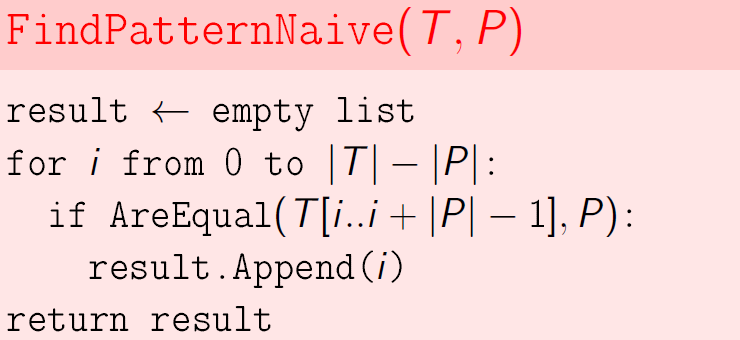 FindPatternNaive(T, P)
result ← empty list
for i from 0 to |T| − |P|:
if AreEqual(T[i..i + |P| − 1], P):
result.Append(i)
return result